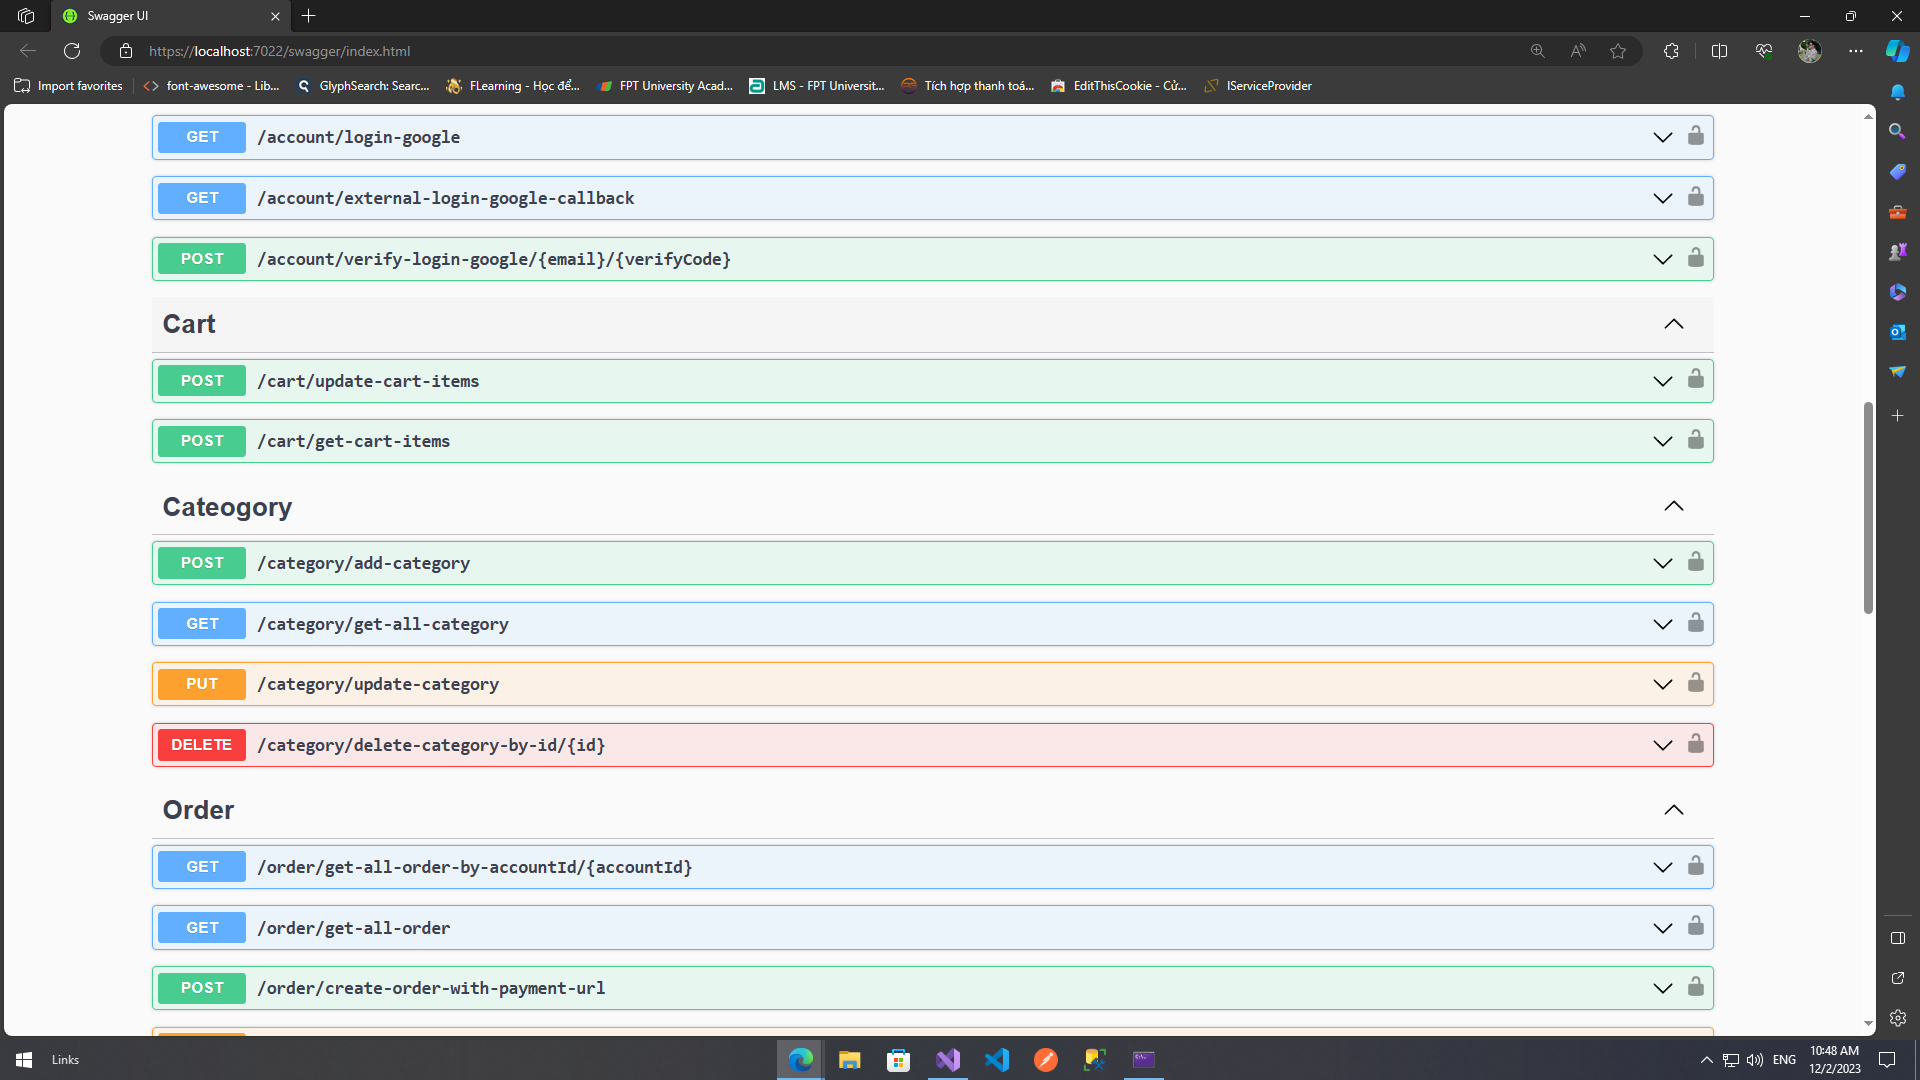 Swagger UI
https://localhost:7022/swagger/index.html
Import favorites
font-awesome - Lib...
GlyphSearch: Searc...
FLearning - Học để...
FPT University Acad...
LMS - FPT Universit...
Tích hợp thanh toá...
EditThisCookie - Cử...
IServiceProvider
GET /account/login-google
GET /account/external-login-google-callback
POST /account/verify-login-google/{email}/{verifyCode}
Cart
POST /cart/update-cart-items
POST /cart/get-cart-items
Cateogory
POST /category/add-category
GET /category/get-all-category
PUT /category/update-category
DELETE /category/delete-category-by-id/{id}
Order
GET /order/get-all-order-by-accountId/{accountId}
GET /order/get-all-order
POST /order/create-order-with-payment-url
Links
ENG
10:48 AM
12/2/2023